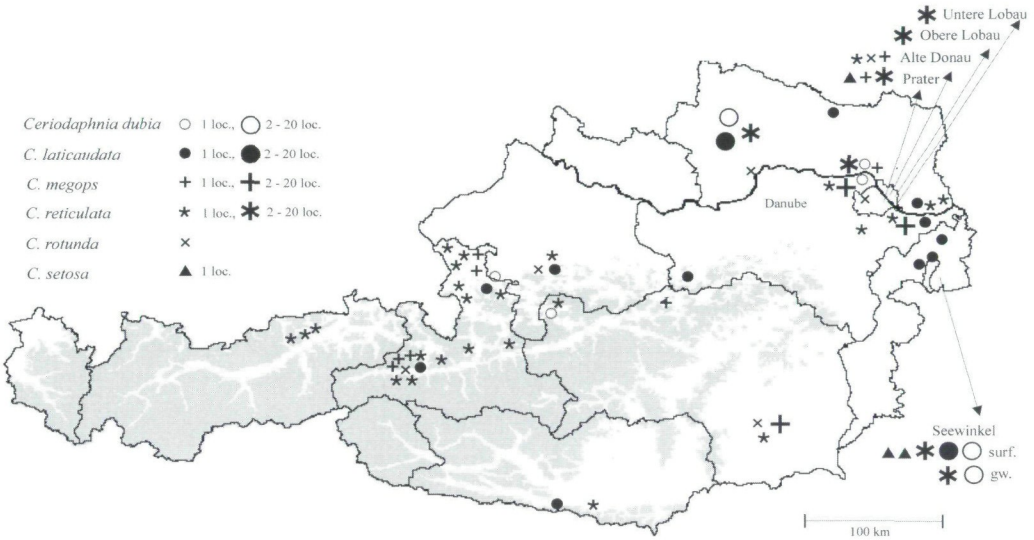 Untere Lobau
Obere Lobau
Alte Donau
Prater
Ceriodaphnia dubia 1 loc., 2 - 20 loc.
C. laticaudata 1 loc., 2 - 20 loc.
C. megops 1 loc., 2 - 20 loc.
C. reticulata 1 loc., 2 - 20 loc.
C. rotunda
C. setosa 1 loc.
Danube
Seewinkel
surf.
gw.
100 km